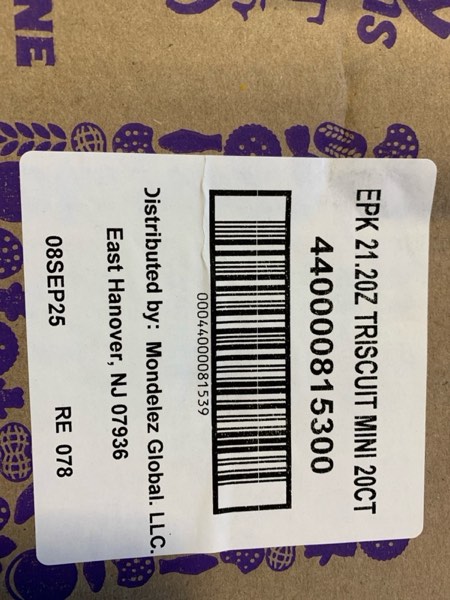 EPK 21.2OZ TRISCUIT MINI 20CT
4400000815300
00044000081539
Distributed by: Mondelez Global. LLC.
East Hanover, NJ 07936
08SEP25 RE 078
NE